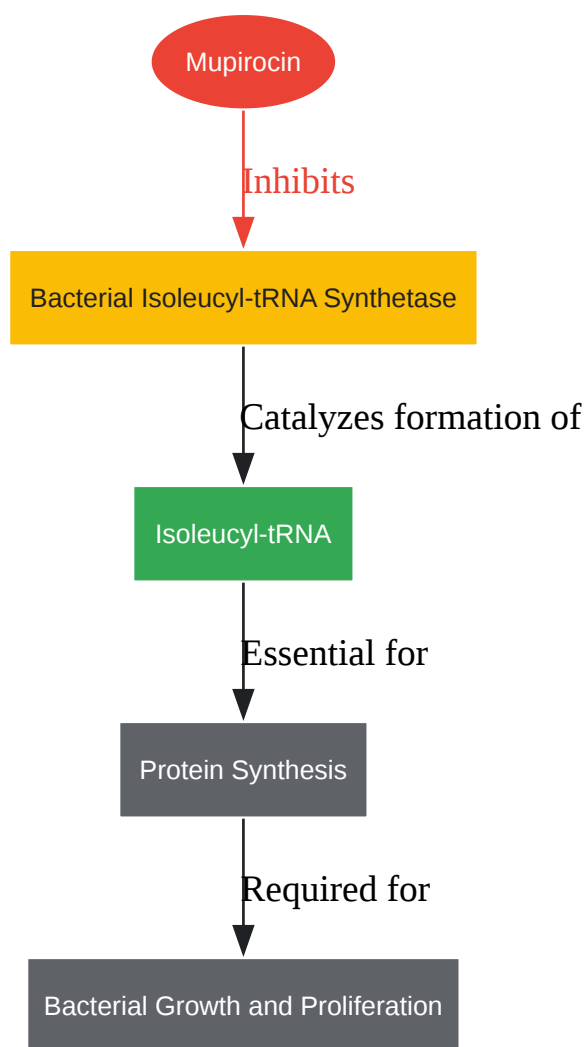 Mupirocin
Inhibits
Bacterial Isoleucyl-tRNA Synthetase
Catalyzes formation of
Isoleucyl-tRNA
Essential for
Protein Synthesis
Required for
Bacterial Growth and Proliferation